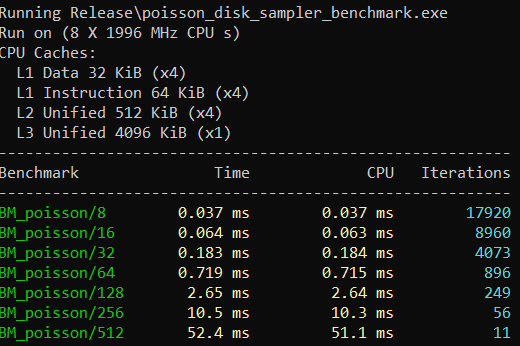 Running Release\poisson_disk_sampler_benchmark.exe
Run on (8 X 1996 MHz CPU s)
CPU Caches:
  L1 Data 32 KiB (x4)
  L1 Instruction 64 KiB (x4)
  L2 Unified 512 KiB (x4)
  L3 Unified 4096 KiB (x1)
---------------------------------------------------------
Benchmark               Time             CPU   Iterations
---------------------------------------------------------
BM_poisson/8        0.037 ms        0.037 ms        17920
BM_poisson/16       0.064 ms        0.063 ms         8960
BM_poisson/32       0.183 ms        0.184 ms         4073
BM_poisson/64       0.719 ms        0.715 ms          896
BM_poisson/128       2.65 ms         2.64 ms          249
BM_poisson/256       10.5 ms         10.3 ms           56
BM_poisson/512       52.4 ms         51.1 ms           11